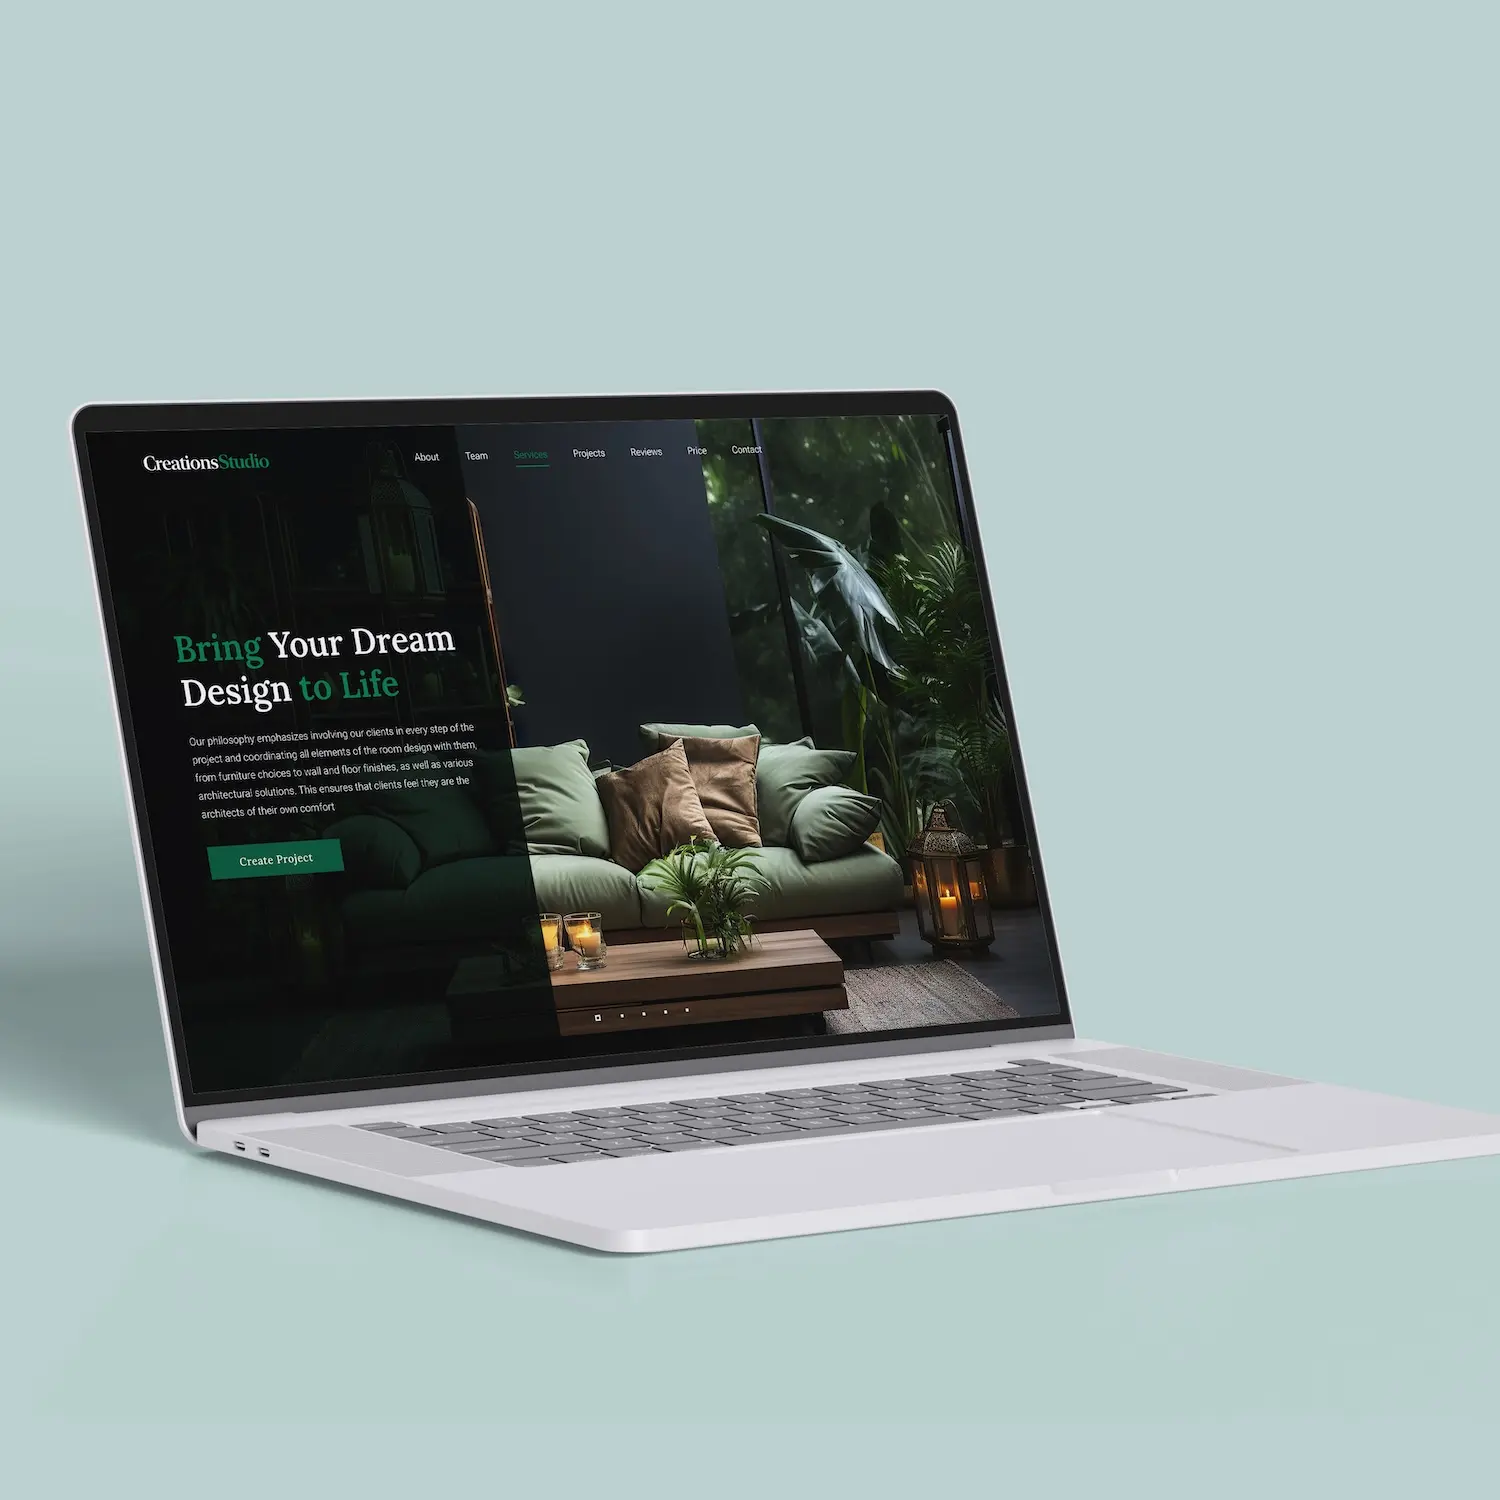 CreationsStudio
About Team Services Projects Reviews Price Contact
Bring Your Dream
Design to Life
Our philosophy emphasizes involving our clients in every step of the
project and coordinating all elements of the room design with them,
from furniture choices to wall and floor finishes, as well as various
architectural solutions. This ensures that clients feel they are the
architects of their own comfort
Create Project